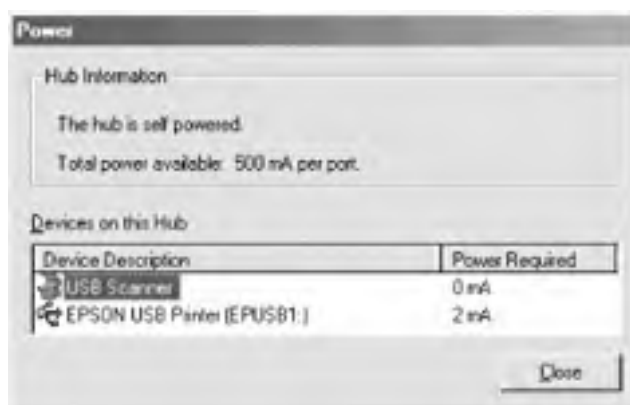 Power
Hub Information
The hub is self powered.
Total power available: 500 mA per port.
Devices on this Hub
Device Description Power Required
USB Scanner 0 mA
EPSON USB Printer (EPUSB1:) 2 mA
Close